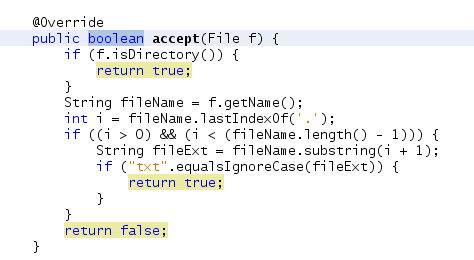 @Override
public boolean accept(File f) {
    if (f.isDirectory()) {
        return true;
    }
    String fileName = f.getName();
    int i = fileName.lastIndexOf('.');
    if ((i > 0) && (i < (fileName.length() - 1))) {
        String fileExt = fileName.substring(i + 1);
        if ("txt".equalsIgnoreCase(fileExt)) {
            return true;
        }
    }
    return false;
}